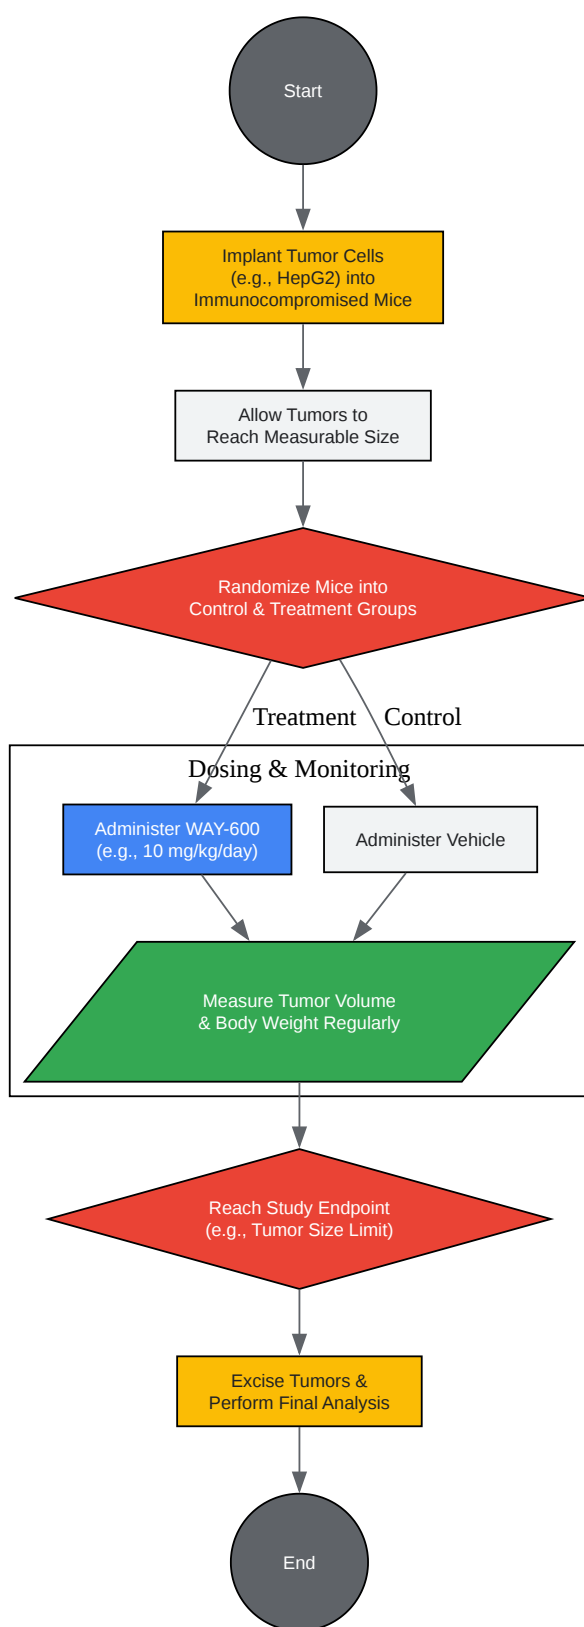 Start
Implant Tumor Cells
(e.g., HepG2) into
Immunocompromised Mice
Allow Tumors to
Reach Measurable Size
Randomize Mice into
Control & Treatment Groups
Treatment
Control
Dosing & Monitoring
Administer WAY-600
(e.g., 10 mg/kg/day)
Administer Vehicle
Measure Tumor Volume
& Body Weight Regularly
Reach Study Endpoint
(e.g., Tumor Size Limit)
Excise Tumors &
Perform Final Analysis
End